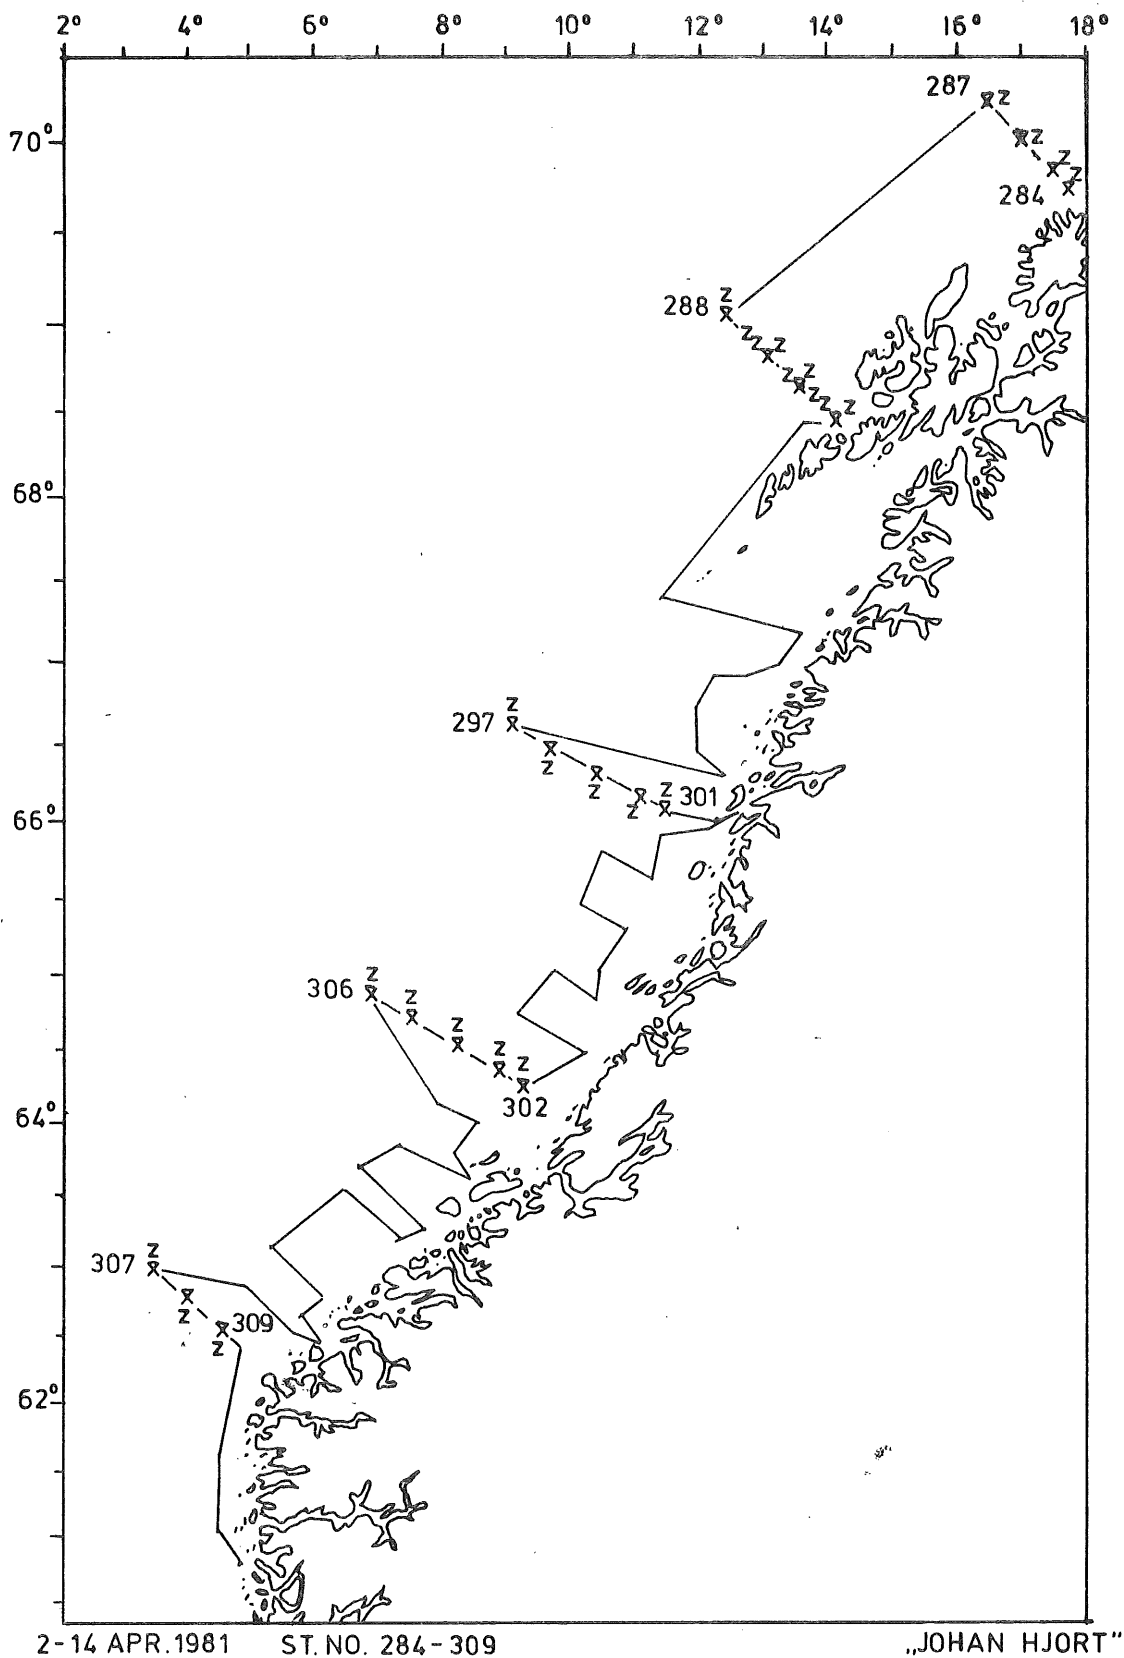 2° 4° 6° 8° 10° 12° 14° 16° 18°
287
Z
70°
Z
Z
Z
284
Z
288
Z
Z
Z
Z
Z
Z
Z
Z
Z
68°
Z
297
Z
Z
Z 301
Z
66°
Z
306
Z
Z
Z
Z
302
64°
Z
307
Z
309
Z
62°
2-14 APR.1981 ST. NO. 284-309 „JOHAN HJORT"